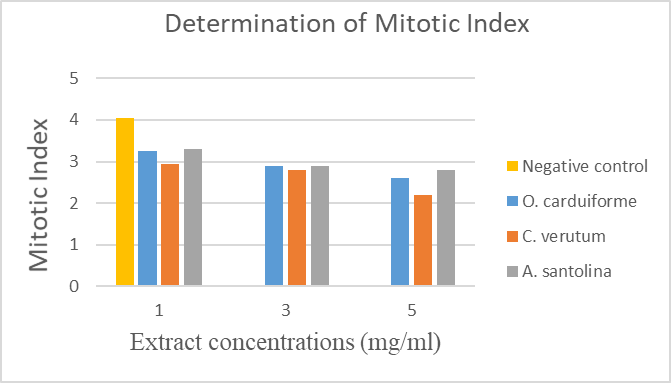 Determination of Mitotic Index
Mitotic Index
5
4
3
2
1
0
1 3 5
Extract concentrations (mg/ml)
Negative control
O. carduiforme
C. verutum
A. santolina